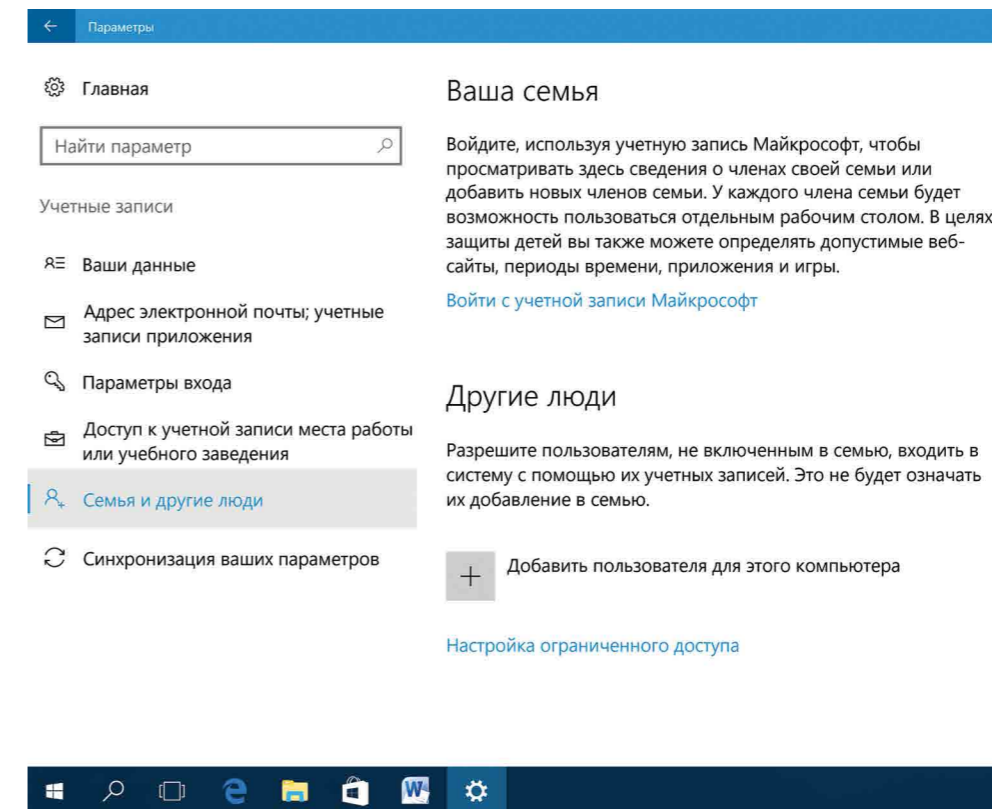 Параметры
Главная
Найти параметр
Учетные записи
Ваши данные
Адрес электронной почты; учетные
записи приложения
Параметры входа
Доступ к учетной записи места работы
или учебного заведения
Семья и другие люди
Синхронизация ваших параметров
Ваша семья
Войдите, используя учетную запись Майкрософт, чтобы
просматривать здесь сведения о членах своей семьи или
добавить новых членов семьи. У каждого члена семьи будет
возможность пользоваться отдельным рабочим столом. В целях
защиты детей вы также можете определять допустимые веб-
сайты, периоды времени, приложения и игры.
Войти с учетной записи Майкрософт
Другие люди
Разрешите пользователям, не включенным в семью, входить в
систему с помощью их учетных записей. Это не будет означать
их добавление в семью.
Добавить пользователя для этого компьютера
Настройка ограниченного доступа